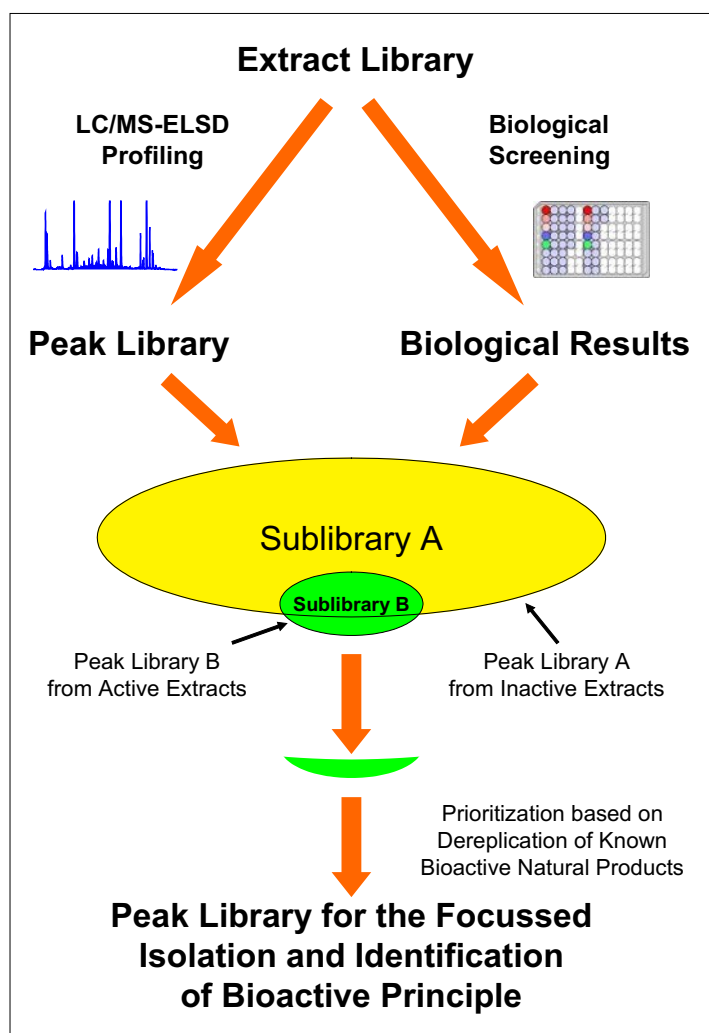 Extract Library
LC/MS-ELSD
Profiling
Biological
Screening
Peak Library
Biological Results
Sublibrary A
Sublibrary B
Peak Library B
from Active Extracts
Peak Library A
from Inactive Extracts
Prioritization based on
Dereplication of Known
Bioactive Natural Products
Peak Library for the Focussed
Isolation and Identification
of Bioactive Principle